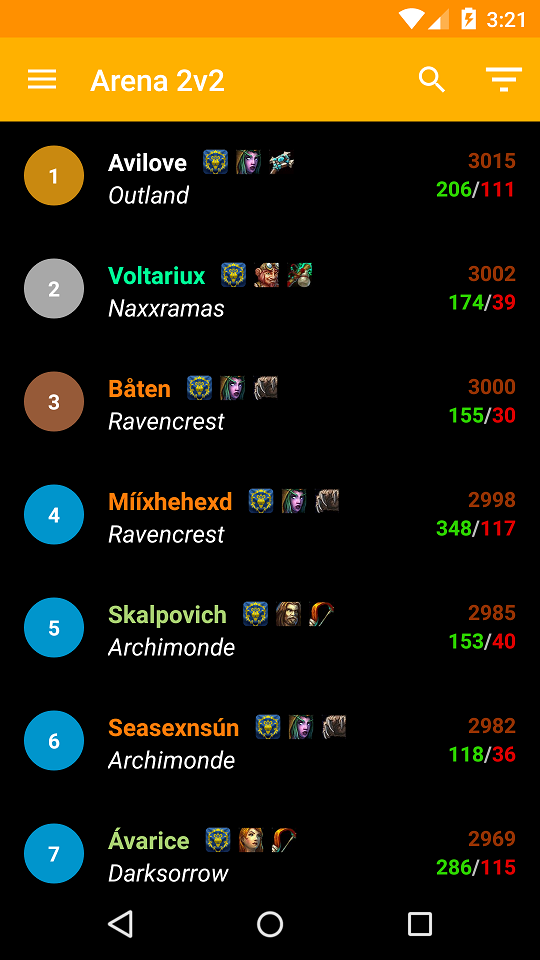 3:21
Arena 2v2
1 Avilove 3015
Outland 206/111
2 Voltariux 3002
Naxxramas 174/39
3 Båten 3000
Ravencrest 155/30
4 Mííxhehexd 2998
Ravencrest 348/117
5 Skalpovich 2985
Archimonde 153/40
6 Seasexnsún 2982
Archimonde 118/36
7 Ávarice 2969
Darksorrow 286/115